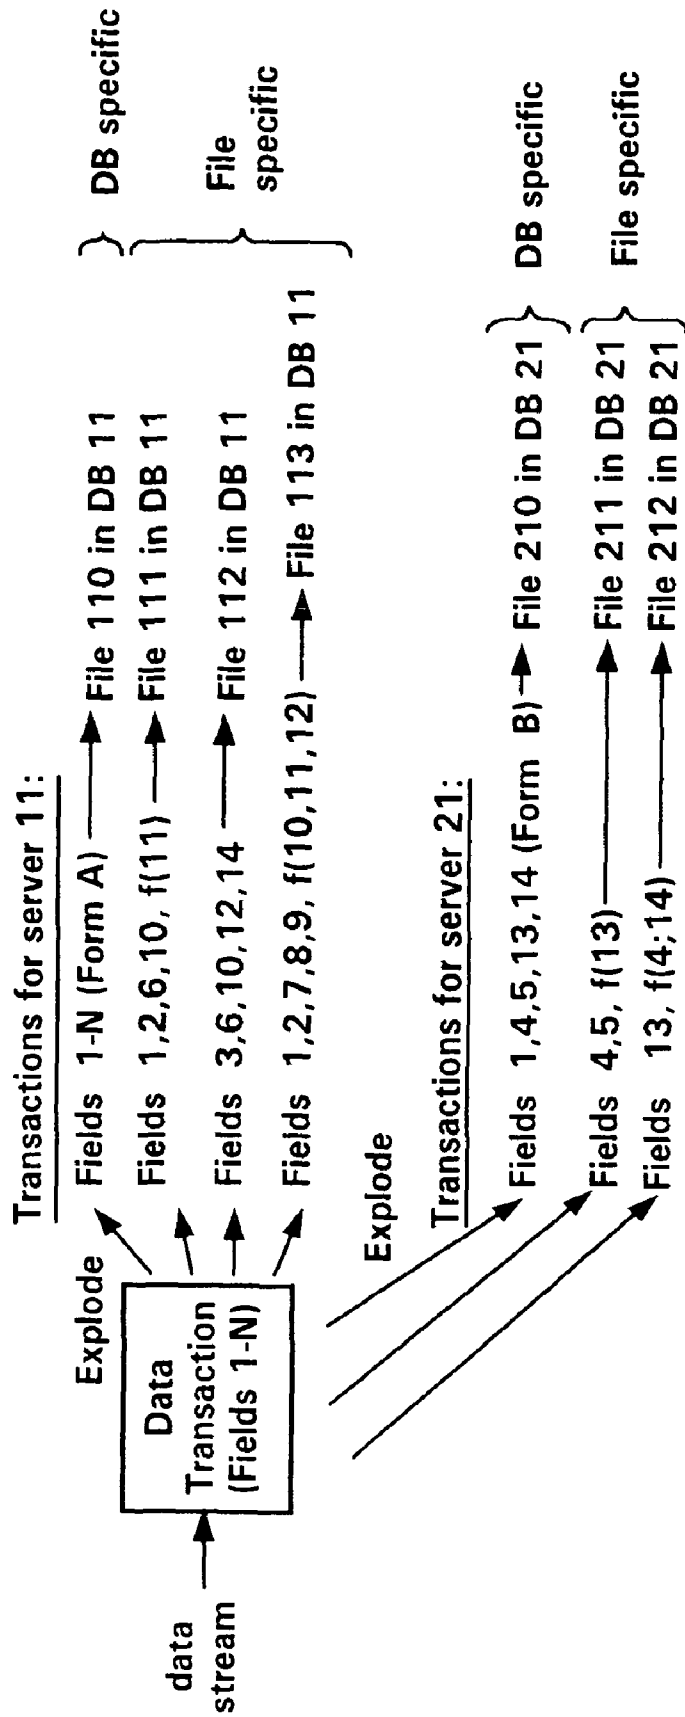 data
stream
Data
Transaction
(Fields 1-N)
Explode
Transactions for server 11:
Fields 1-N (Form A) File 110 in DB 11
Fields 1,2,6,10, f(11) File 111 in DB 11
Fields 3,6,10,12,14 File 112 in DB 11
Fields 1,2,7,8,9, f(10,11,12) File 113 in DB 11
DB specific
File
specific
Explode
Transactions for server 21:
Fields 1,4,5,13,14 (Form B) File 210 in DB 21
Fields 4,5, f(13) File 211 in DB 21
Fields 13, f(4;14) File 212 in DB 21
DB specific
File specific